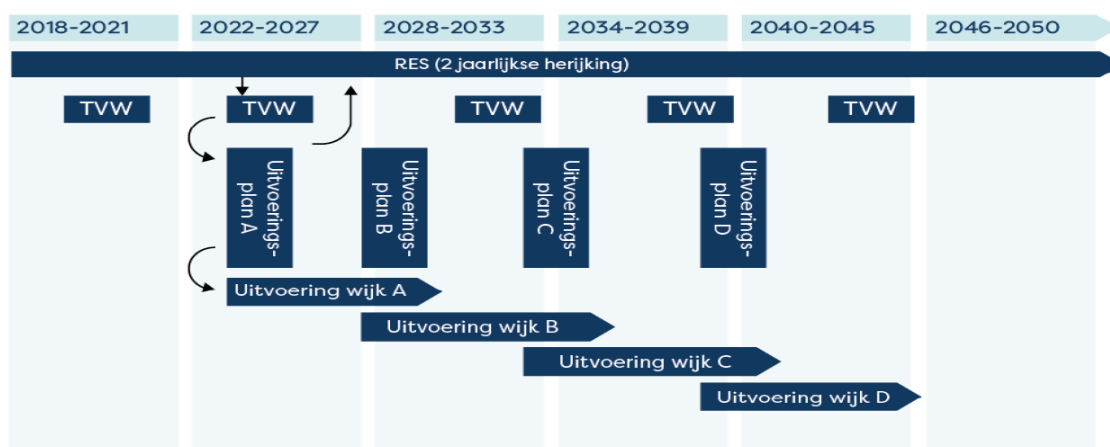 2018-2021 2022-2027 2028-2033 2034-2039 2040-2045 2046-2050
RES (2 jaarlijkse herijking)
TVW TVW TVW TVW TVW
Uitvoerings-
plan A
Uitvoerings-
plan B
Uitvoerings-
plan C
Uitvoerings-
plan D
Uitvoering wijk A
Uitvoering wijk B
Uitvoering wijk C
Uitvoering wijk D